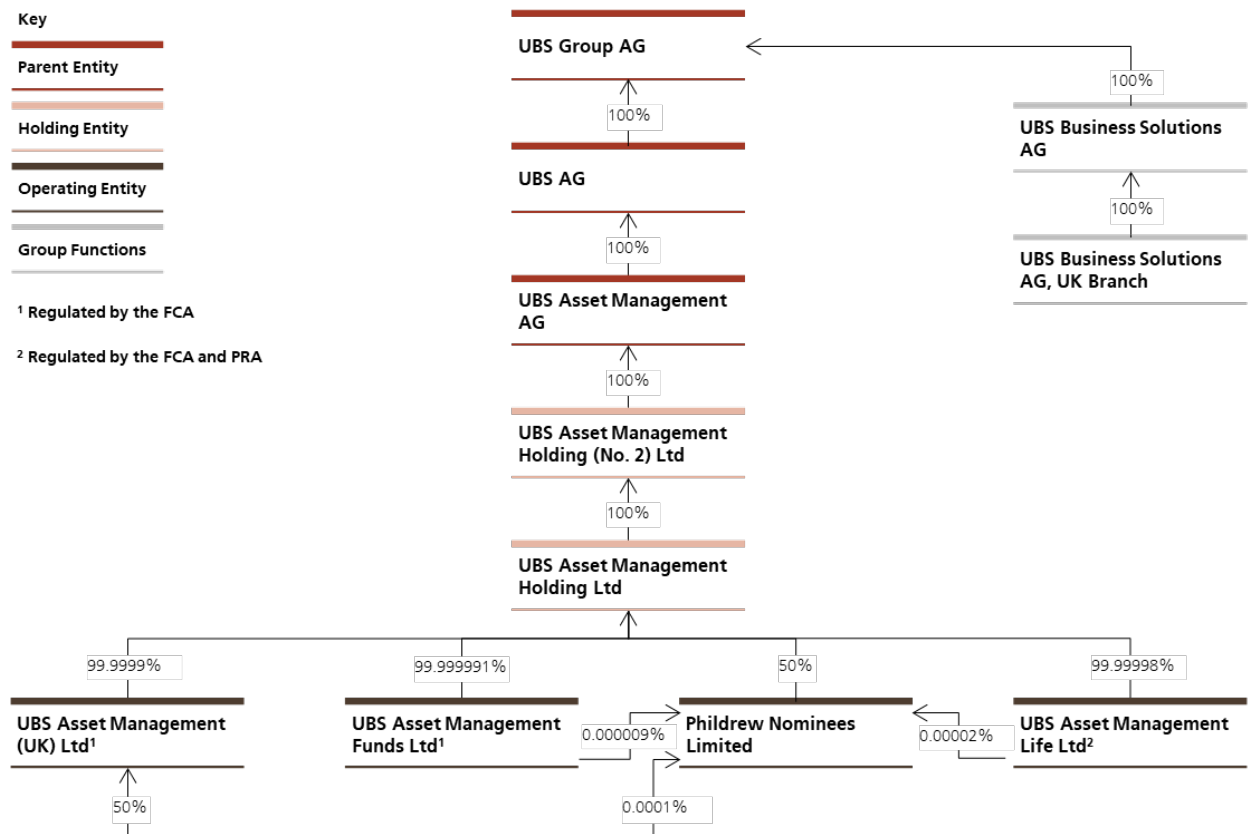 Key
Parent Entity
Holding Entity
Operating Entity
Group Functions
¹ Regulated by the FCA
² Regulated by the FCA and PRA
UBS Group AG
100%
UBS AG
100%
UBS Asset Management
AG
100%
UBS Asset Management
Holding (No. 2) Ltd
100%
UBS Asset Management
Holding Ltd
100%
UBS Business Solutions
AG
100%
UBS Business Solutions
AG, UK Branch
99.9999%
99.999991%
50%
99.99998%
UBS Asset Management
(UK) Ltd¹
UBS Asset Management
Funds Ltd¹
0.000009%
Phildrew Nominees
Limited
0.00002%
UBS Asset Management
Life Ltd²
50%
0.0001%